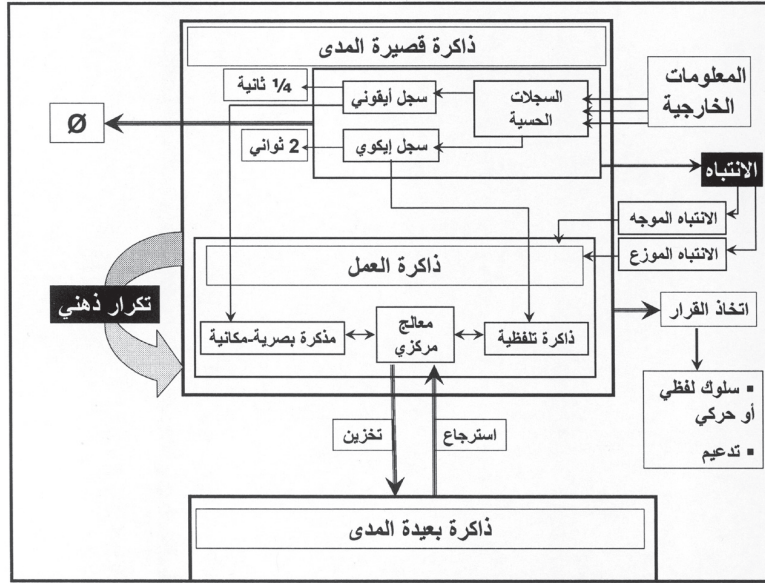 ذاكرة قصيرة المدى
المعلومات
الخارجية
السجلات
الحسية
سجل أيقوني
¼ ثانية
سجل إيكوي
2 ثواني
Ø
الانتباه
الانتباه الموجه
الانتباه الموزع
ذاكرة العمل
تكرار ذهني
ذاكرة تلفظية
معالج
مركزي
مذكرة بصرية-مكانية
اتخاذ القرار
▪ سلوك لفظي
أو حركي
▪ تدعيم
استرجاع
تخزين
ذاكرة بعيدة المدى